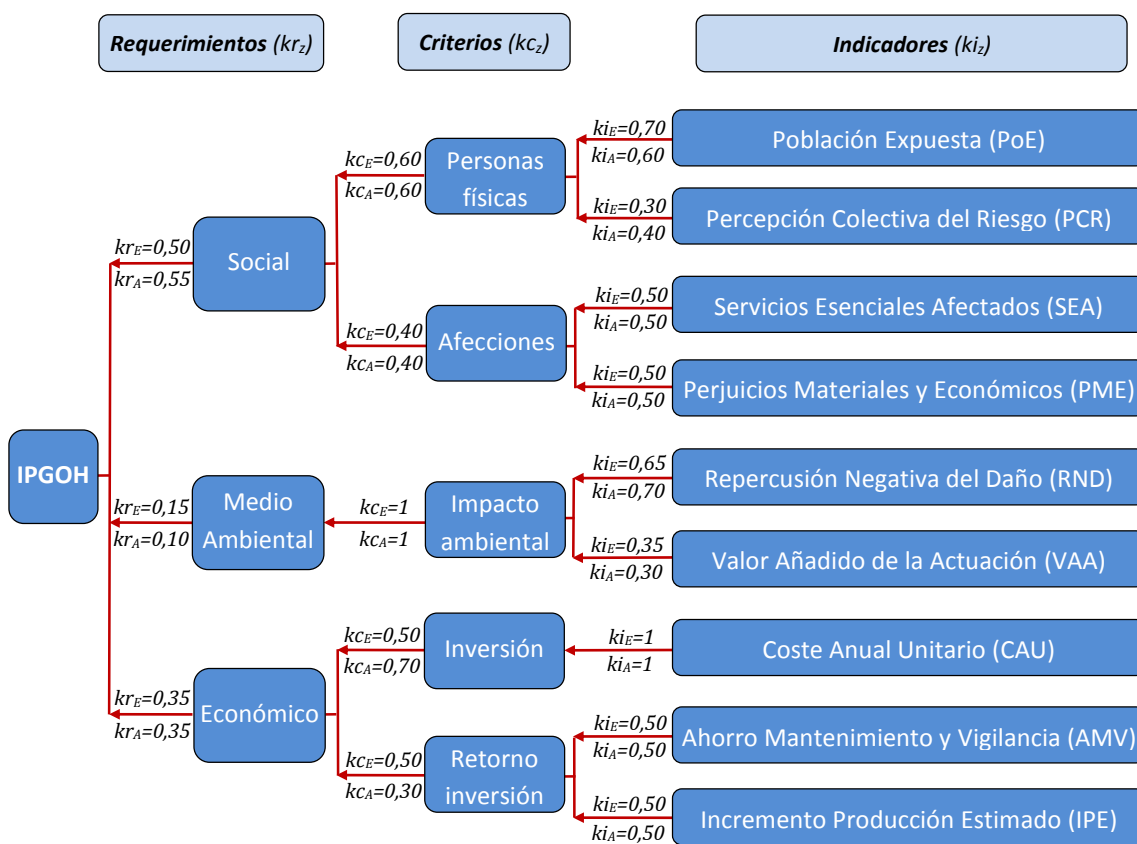 Requerimientos (krz)
Criterios (kcz)
Indicadores (kiz)
kiE=0,70
kiA=0,60
Población Expuesta (PoE)
kcE=0,60
kcA=0,60
Personas
físicas
kiE=0,30
kiA=0,40
Percepción Colectiva del Riesgo (PCR)
krE=0,50
krA=0,55
Social
kiE=0,50
kiA=0,50
Servicios Esenciales Afectados (SEA)
kcE=0,40
kcA=0,40
Afecciones
kiE=0,50
kiA=0,50
Perjuicios Materiales y Económicos (PME)
IPGOH
kiE=0,65
kiA=0,70
Repercusión Negativa del Daño (RND)
krE=0,15
krA=0,10
Medio
Ambiental
kcE=1
kcA=1
Impacto
ambiental
kiE=0,35
kiA=0,30
Valor Añadido de la Actuación (VAA)
kcE=0,50
kcA=0,70
Inversión
kiE=1
kiA=1
Coste Anual Unitario (CAU)
krE=0,35
krA=0,35
Económico
kiE=0,50
kiA=0,50
Ahorro Mantenimiento y Vigilancia (AMV)
kcE=0,50
kcA=0,30
Retorno
inversión
kiE=0,50
kiA=0,50
Incremento Producción Estimado (IPE)